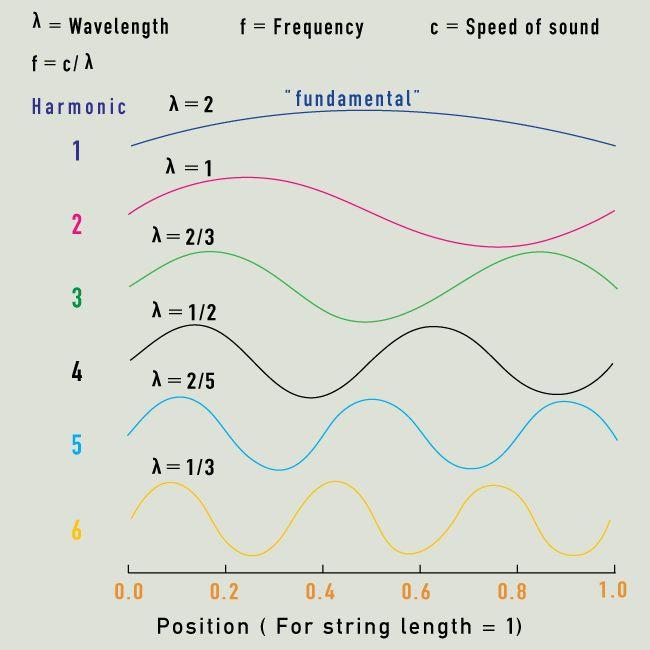 λ = Wavelength f = Frequency c = Speed of sound
f = c/ λ
Harmonic λ = 2 "fundamental"
1
λ = 1
2
λ = 2/3
3
λ = 1/2
4
λ = 2/5
5
λ = 1/3
6
0.0 0.2 0.4 0.6 0.8 1.0
Position ( For string length = 1)